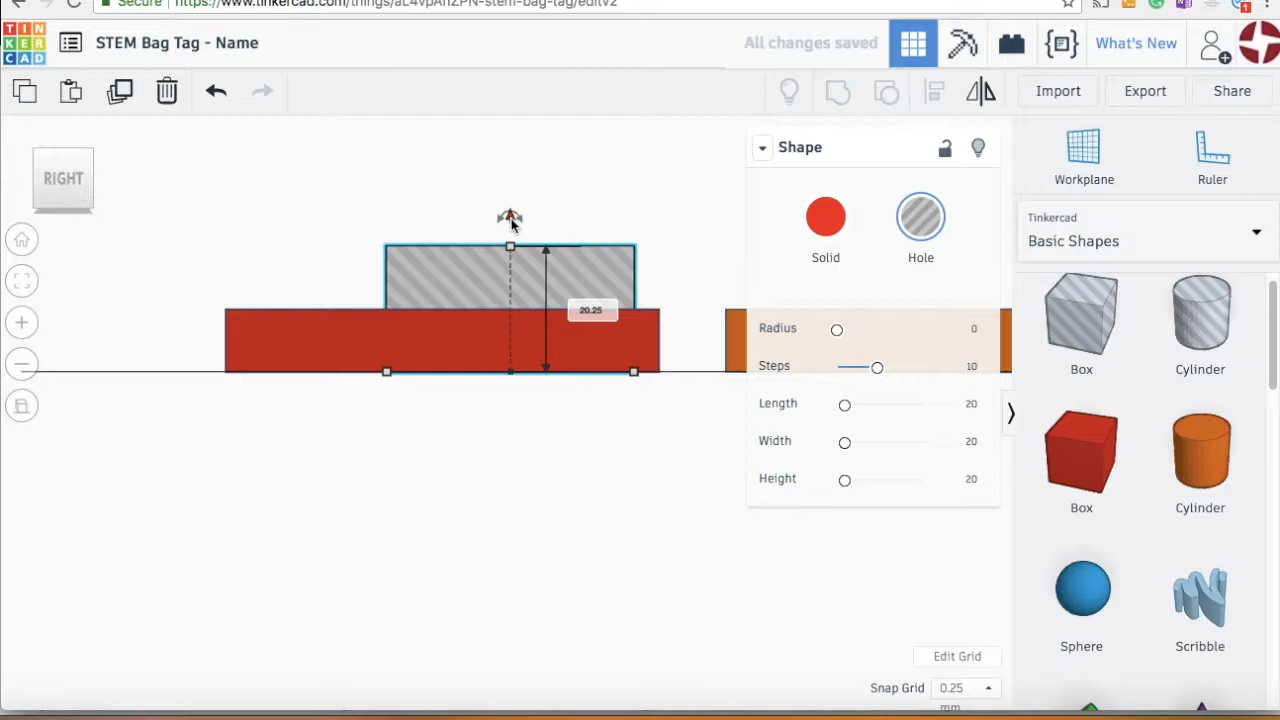 Secure
STEM Bag Tag - Name
All changes saved
What's New
TIN
KER
CAD
Import
Export
Share
RIGHT
Shape
Solid
Hole
20.25
Radius 0
Steps 10
Length 20
Width 20
Height 20
Workplane
Ruler
Tinkercad
Basic Shapes
Box
Cylinder
Box
Cylinder
Sphere
Scribble
Edit Grid
Snap Grid 0.25
mm